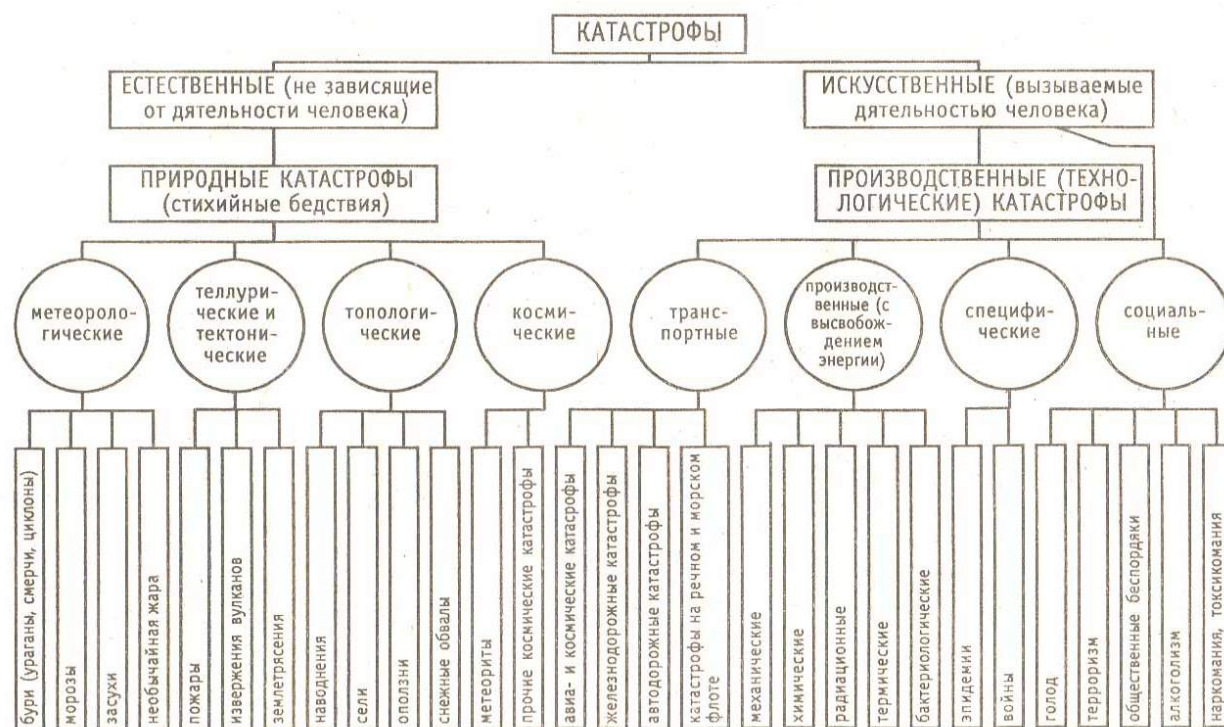 КАТАСТРОФЫ
ЕСТЕСТВЕННЫЕ (не зависящие
от дятельности человека)
ИСКУССТВЕННЫЕ (вызываемые
дятельностью человека)
ПРИРОДНЫЕ КАТАСТРОФЫ
(стихийные бедствия)
ПРОИЗВОДСТВЕННЫЕ (ТЕХНО-
ЛОГИЧЕСКИЕ) КАТАСТРОФЫ
метеороло-
гические
теллури-
ческие и
тектони-
ческие
топологи-
ческие
косми-
ческие
транс-
портные
производст-
венные (с
высвобож-
дением
энергии)
специфи-
ческие
социаль-
ные
бури (ураганы, смерчи, циклоны)
морозы
засухи
необычайная жара
пожары
извержения вулканов
землетрясения
наводнения
сели
оползни
снежные обвалы
метеориты
прочие космические катастрофы
авиа- и космические катасрофы
железнодорожные катастрофы
автодорожные катастрофы
катастрофы на речном и морском
флоте
механические
химические
радиационные
термические
бактериологические
эпидемии
войны
голод
терроризм
общественные беспордяки
алкоголизм
наркомания, токсикомания